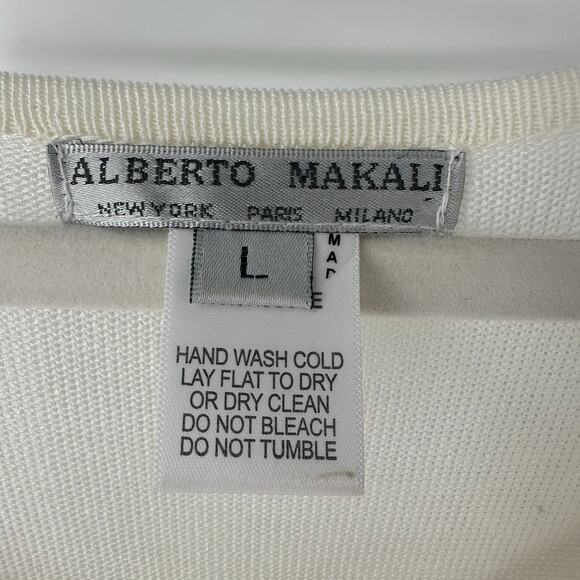 ALBERTO MAKALI
NEW YORK PARIS MILANO
L
HAND WASH COLD
LAY FLAT TO DRY
OR DRY CLEAN
DO NOT BLEACH
DO NOT TUMBLE